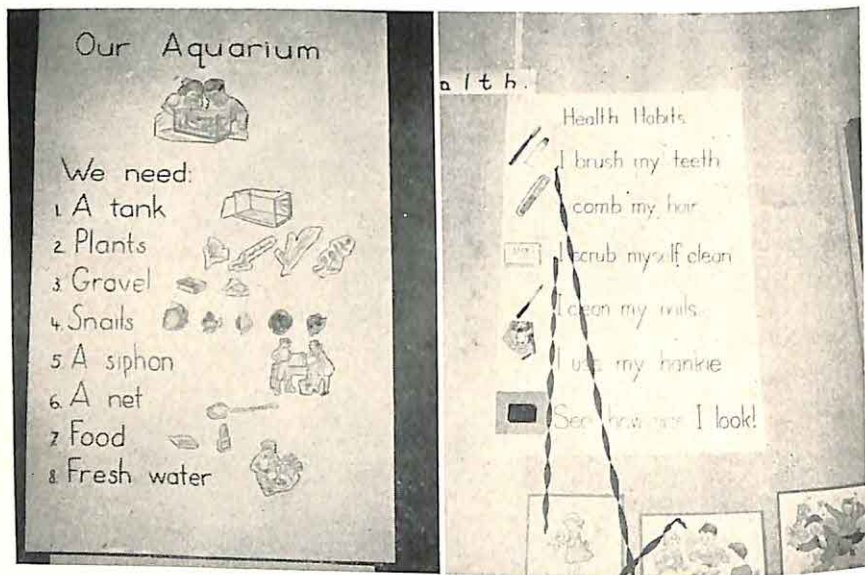 Our Aquarium
We need:
1. A tank
2. Plants
3. Gravel
4. Snails
5. A siphon
6. A net
7. Food
8. Fresh water
alth.
Health Habits
I brush my teeth
I comb my hair
I scrub myself clean
I clean my nails.
I use my hankie
See how I look!